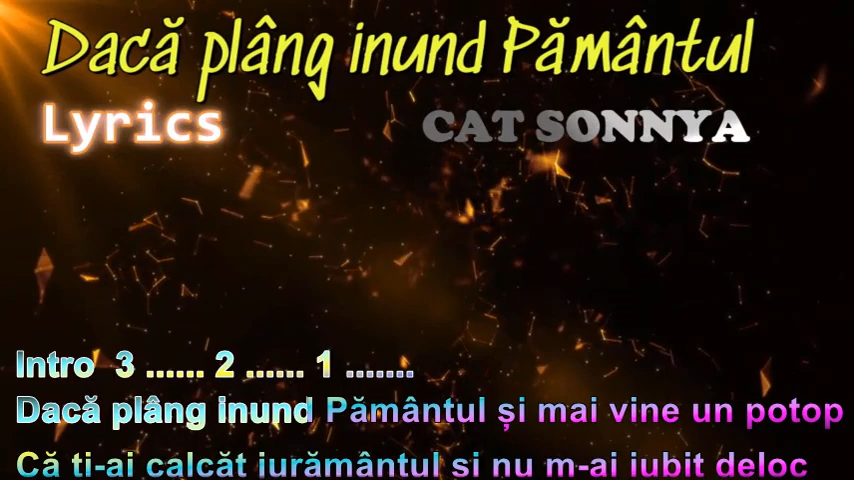 Dacă plâng inund Pământul
Lyrics CAT SONNYA
Intro 3 ...... 2 ...... 1 .......
Dacă plâng inund Pământul și mai vine un potop
Că ți-ai călcăt jurământul și nu m-ai iubit deloc